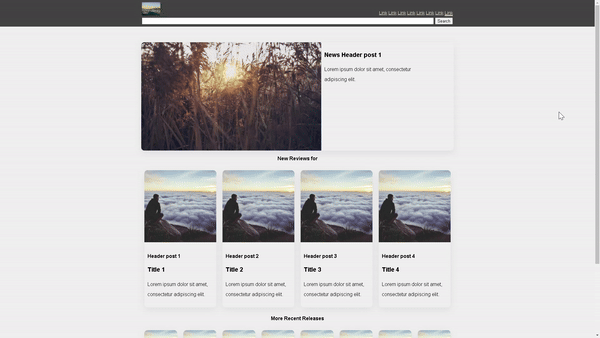 Link Link Link Link Link Link Link Link
Search
News Header post 1
Lorem ipsum dolor sit amet, consectetur
adipiscing elit.
New Reviews for
Header post 1
Title 1
Lorem ipsum dolor sit amet,
consectetur adipiscing elit.
Header post 2
Title 2
Lorem ipsum dolor sit amet,
consectetur adipiscing elit.
Header post 3
Title 3
Lorem ipsum dolor sit amet,
consectetur adipiscing elit.
Header post 4
Title 4
Lorem ipsum dolor sit amet,
consectetur adipiscing elit.
More Recent Releases